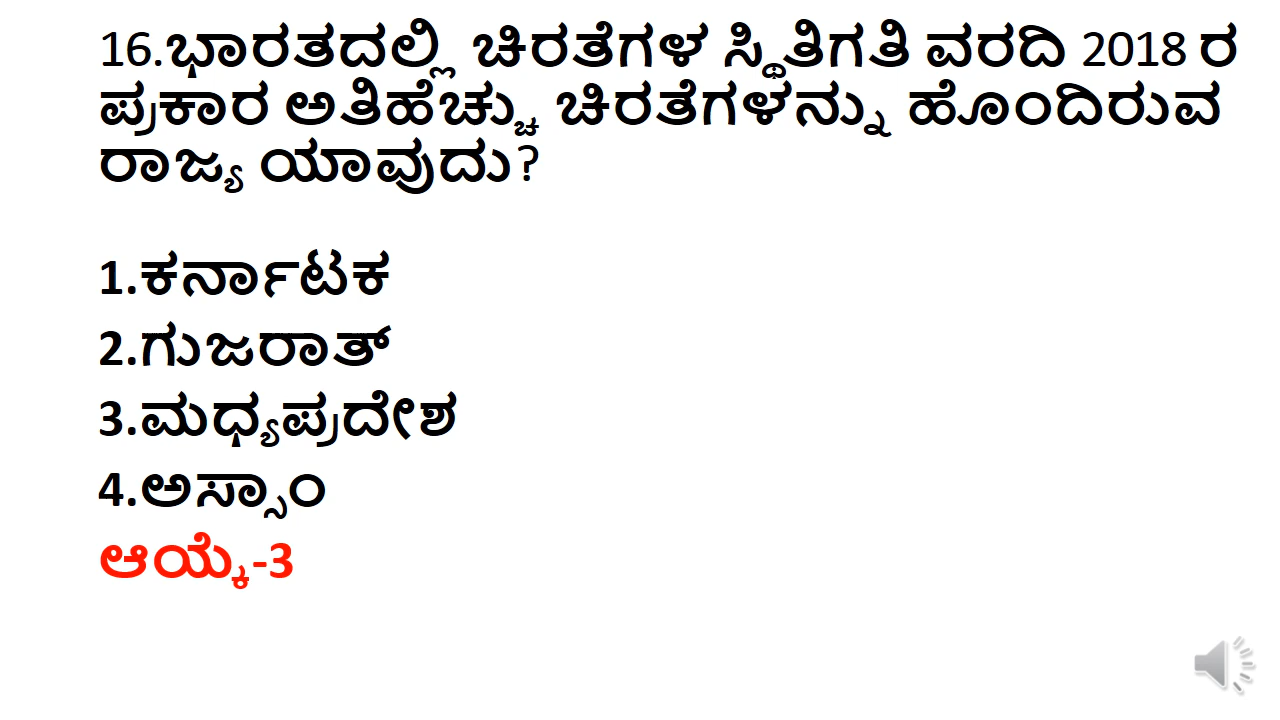 16.ಭಾರತದಲ್ಲಿ ಚಿರತೆಗಳ ಸ್ಥಿತಿಗತಿ ವರದಿ 2018 ರ
ಪ್ರಕಾರ ಅತಿಹೆಚ್ಚು ಚಿರತೆಗಳನ್ನು ಹೊಂದಿರುವ
ರಾಜ್ಯ ಯಾವುದು?
1.ಕರ್ನಾಟಕ
2.ಗುಜರಾತ್
3.ಮಧ್ಯಪ್ರದೇಶ
4.ಅಸ್ಸಾಂ
ಆಯ್ಕೆ-3